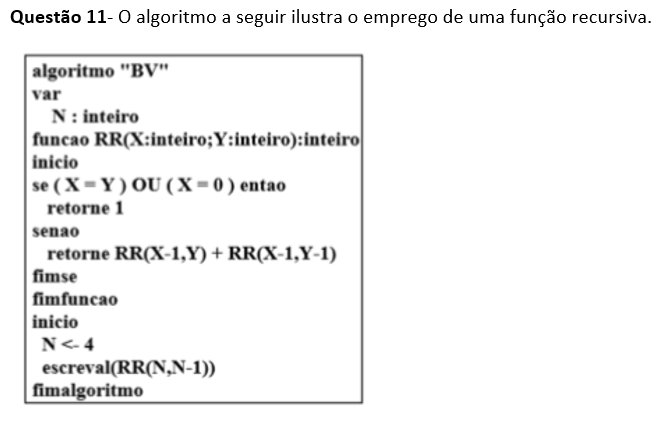 Questão 11- O algoritmo a seguir ilustra o emprego de uma função recursiva.
algoritmo "BV"
var
N : inteiro
funcao RR(X:inteiro;Y:inteiro):inteiro
inicio
se ( X = Y ) OU ( X = 0 ) entao
retorne 1
senao
retorne RR(X-1,Y) + RR(X-1,Y-1)
fimse
fimfuncao
inicio
N <- 4
escreval(RR(N,N-1))
fimalgoritmo